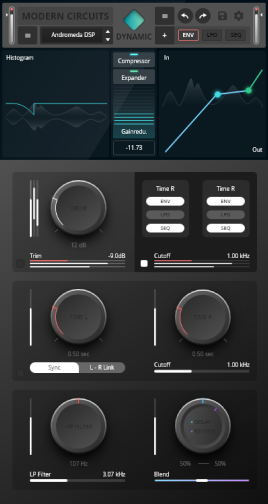 MODERN CIRCUITS
Andromeda DSP
DYNAMIC
ENV LFO SEQ
Histogram
Compressor
Expander
Gainredu.
-11.73
In
Out
Time R Time R
ENV ENV
LFO LFO
SEQ SEQ
12 dB
Trim -9.0dB
Cutoff 1.00 kHz
0.50 sec 0.50 sec
Sync L - R Link
Cutoff 1.00 kHz
LP FILTER
107 Hz
50% 50%
LP Filter 3.07 kHz
Blend